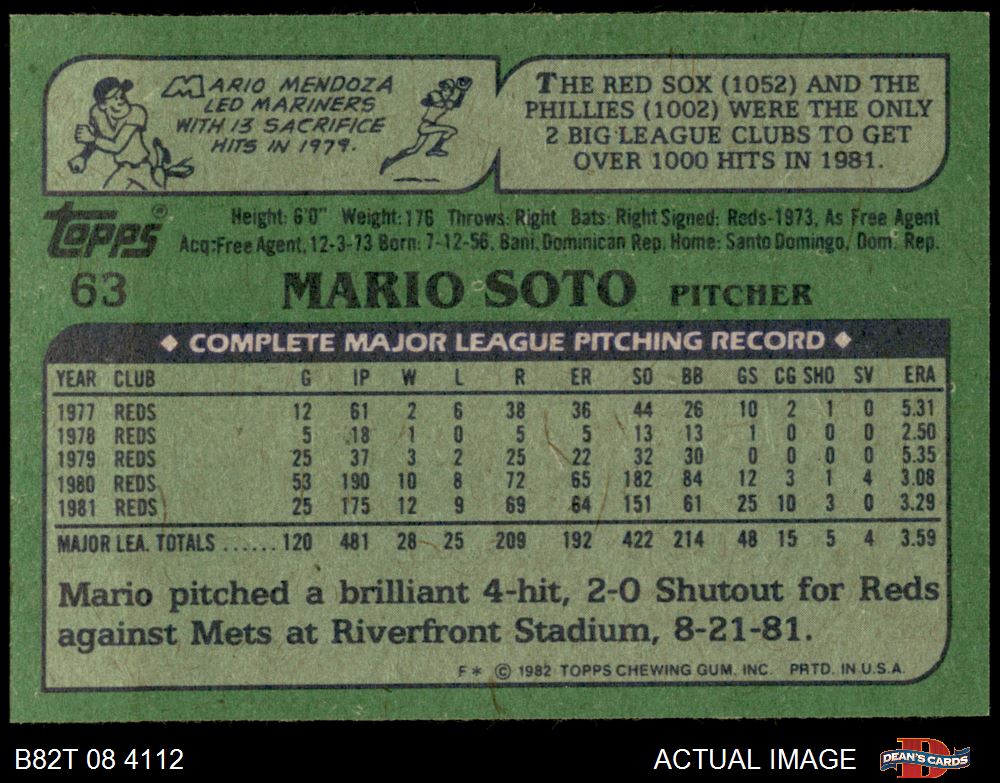 MARIO MENDOZA
LED MARINERS
WITH 13 SACRIFICE
HITS IN 1979.
THE RED SOX (1052) AND THE
PHILLIES (1002) WERE THE ONLY
2 BIG LEAGUE CLUBS TO GET
OVER 1000 HITS IN 1981.
Topps®
Height: 6'0" Weight: 176 Throws: Right Bats: Right Signed: Reds-1973, As Free Agent
Acq: Free Agent, 12-3-73 Born: 7-12-56, Bani, Dominican Rep. Home: Santo Domingo, Dom. Rep.
63 MARIO SOTO PITCHER
◆ COMPLETE MAJOR LEAGUE PITCHING RECORD ◆
YEAR CLUB G IP W L R ER SO BB GS CG SHO SV ERA
1977 REDS 12 61 2 6 38 36 44 26 10 2 1 0 5.31
1978 REDS 5 18 1 0 5 5 13 13 1 0 0 0 2.50
1979 REDS 25 37 3 2 25 22 32 30 0 0 0 0 5.35
1980 REDS 53 190 10 8 72 65 182 84 12 3 1 4 3.08
1981 REDS 25 175 12 9 69 64 151 61 25 10 3 0 3.29
MAJOR LEA. TOTALS ...... 120 481 28 25 209 192 422 214 48 15 5 4 3.59
Mario pitched a brilliant 4-hit, 2-0 Shutout for Reds
against Mets at Riverfront Stadium, 8-21-81.
F* © 1982 TOPPS CHEWING GUM, INC. PRTD. IN U.S.A.
B82T 08 4112 ACTUAL IMAGE D DEAN'S CARDS